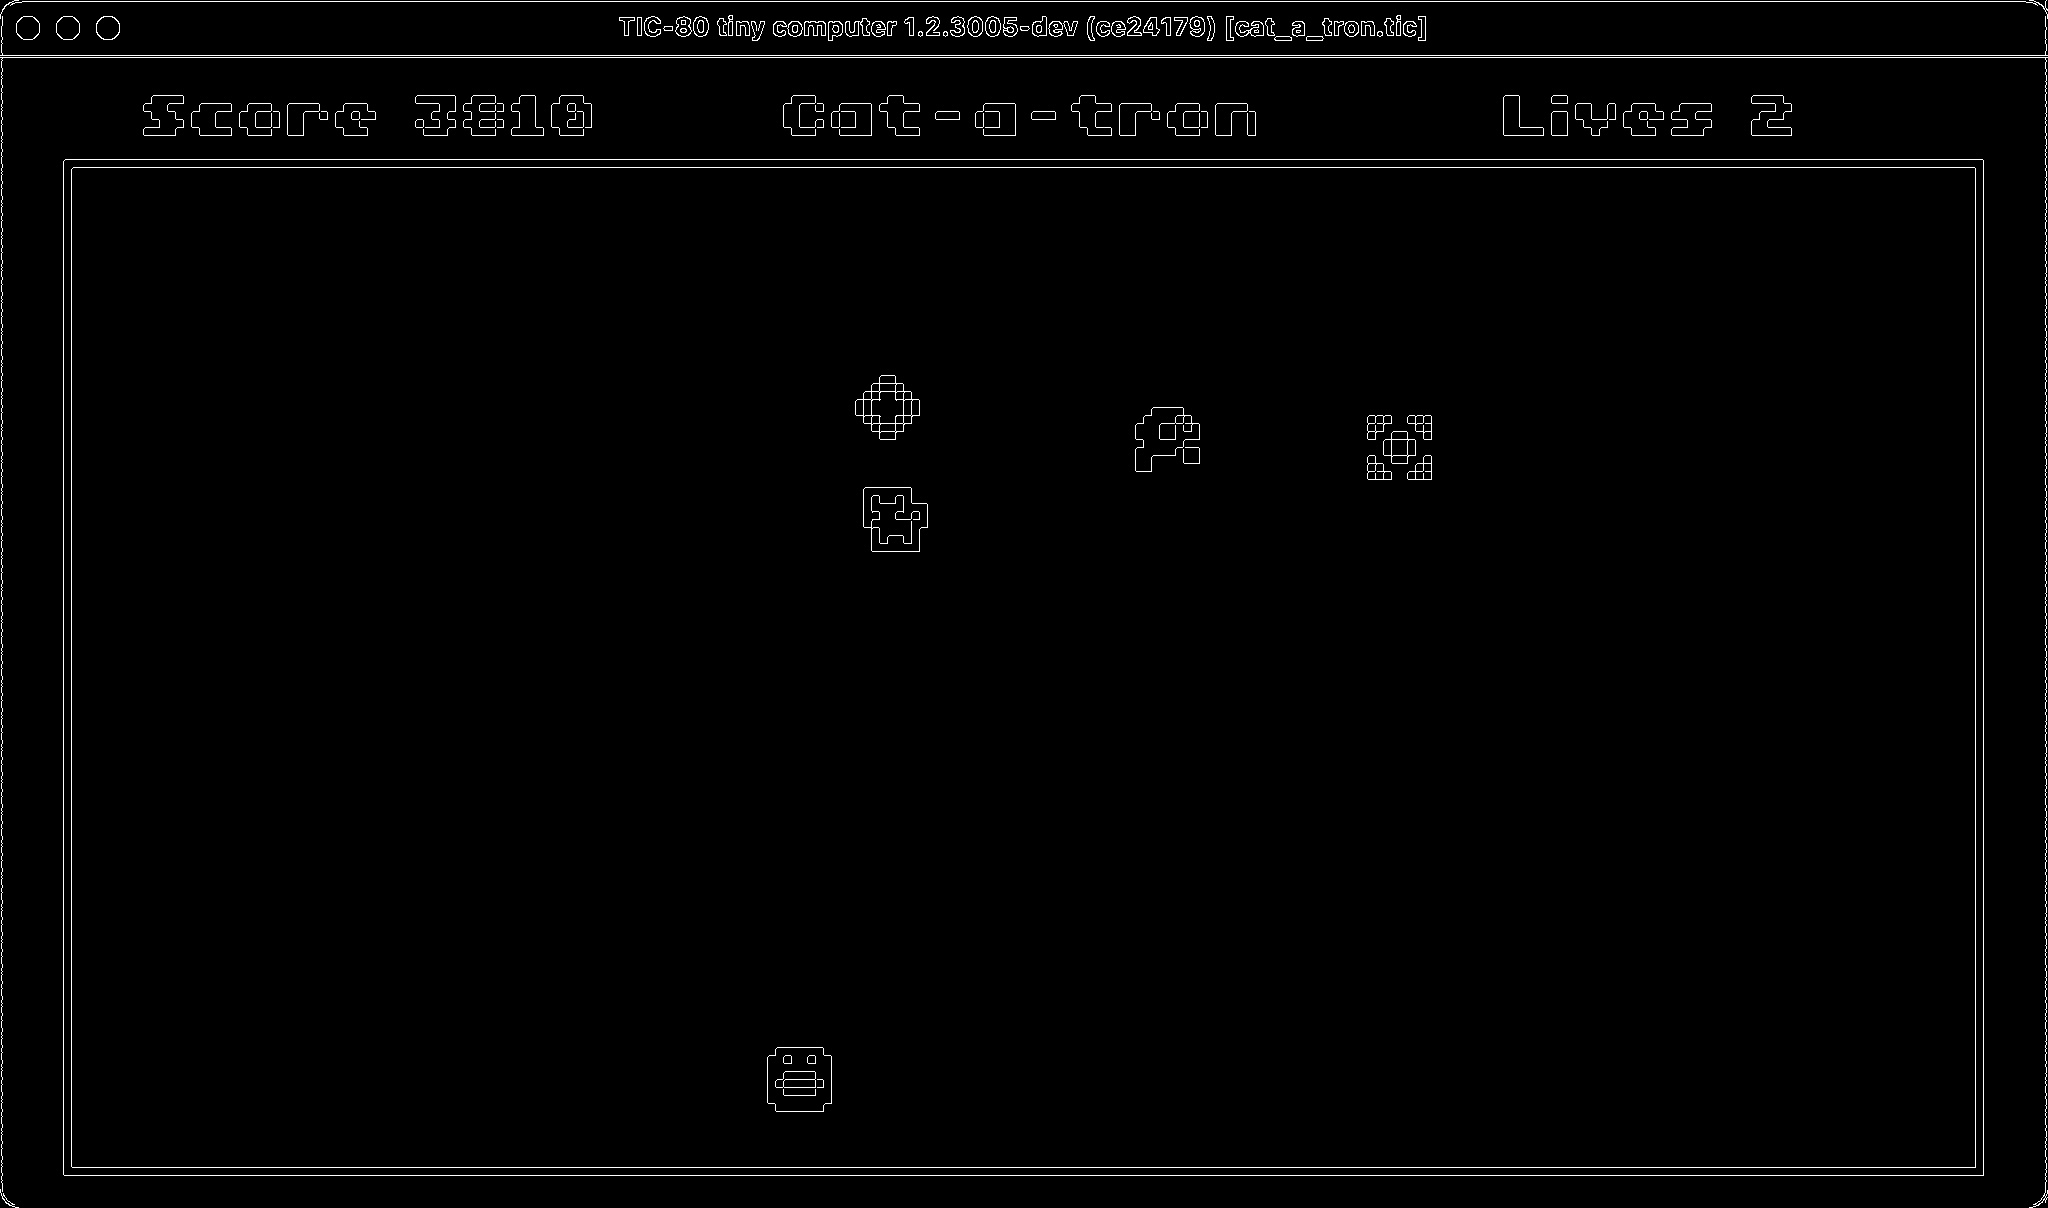 TIC-80 tiny computer 1.2.3005-dev (ce24179) [cat_a_tron.tic]
Score 3810 Cat-a-tron Lives 2